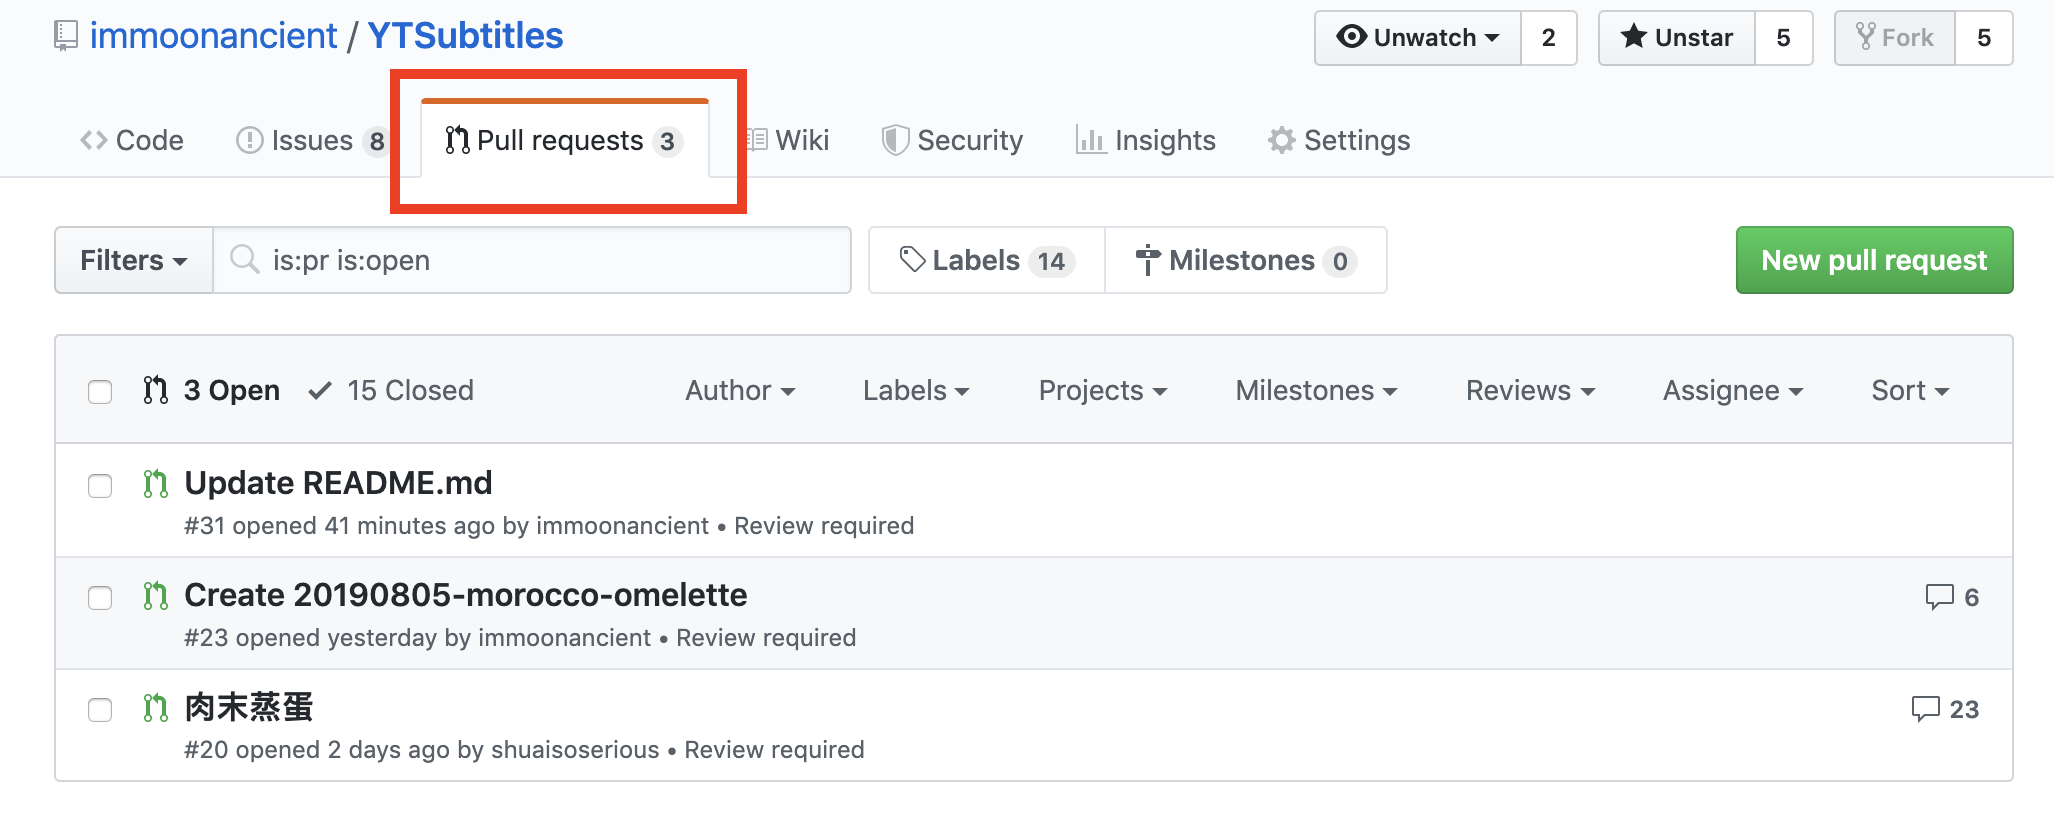 immoonancient / YTSubtitles
Unwatch 2 Unstar 5 Fork 5
Code Issues 8 Pull requests 3 Wiki Security Insights Settings
Filters is:pr is:open Labels 14 Milestones 0 New pull request
3 Open 15 Closed Author Labels Projects Milestones Reviews Assignee Sort
Update README.md
#31 opened 41 minutes ago by immoonancient • Review required
Create 20190805-morocco-omelette 6
#23 opened yesterday by immoonancient • Review required
肉末蒸蛋 23
#20 opened 2 days ago by shuaisoserious • Review required